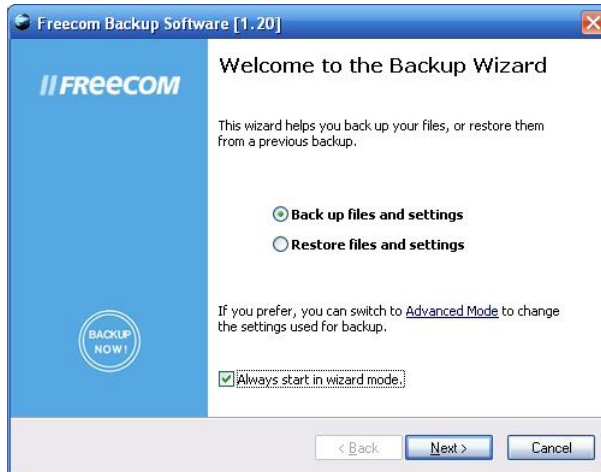 Freecom Backup Software [1.20]
FREECOM
Welcome to the Backup Wizard
This wizard helps you back up your files, or restore them
from a previous backup.
Back up files and settings
Restore files and settings
If you prefer, you can switch to Advanced Mode to change
the settings used for backup.
BACKUP
NOW!
Always start in wizard mode.
< Back Next > Cancel